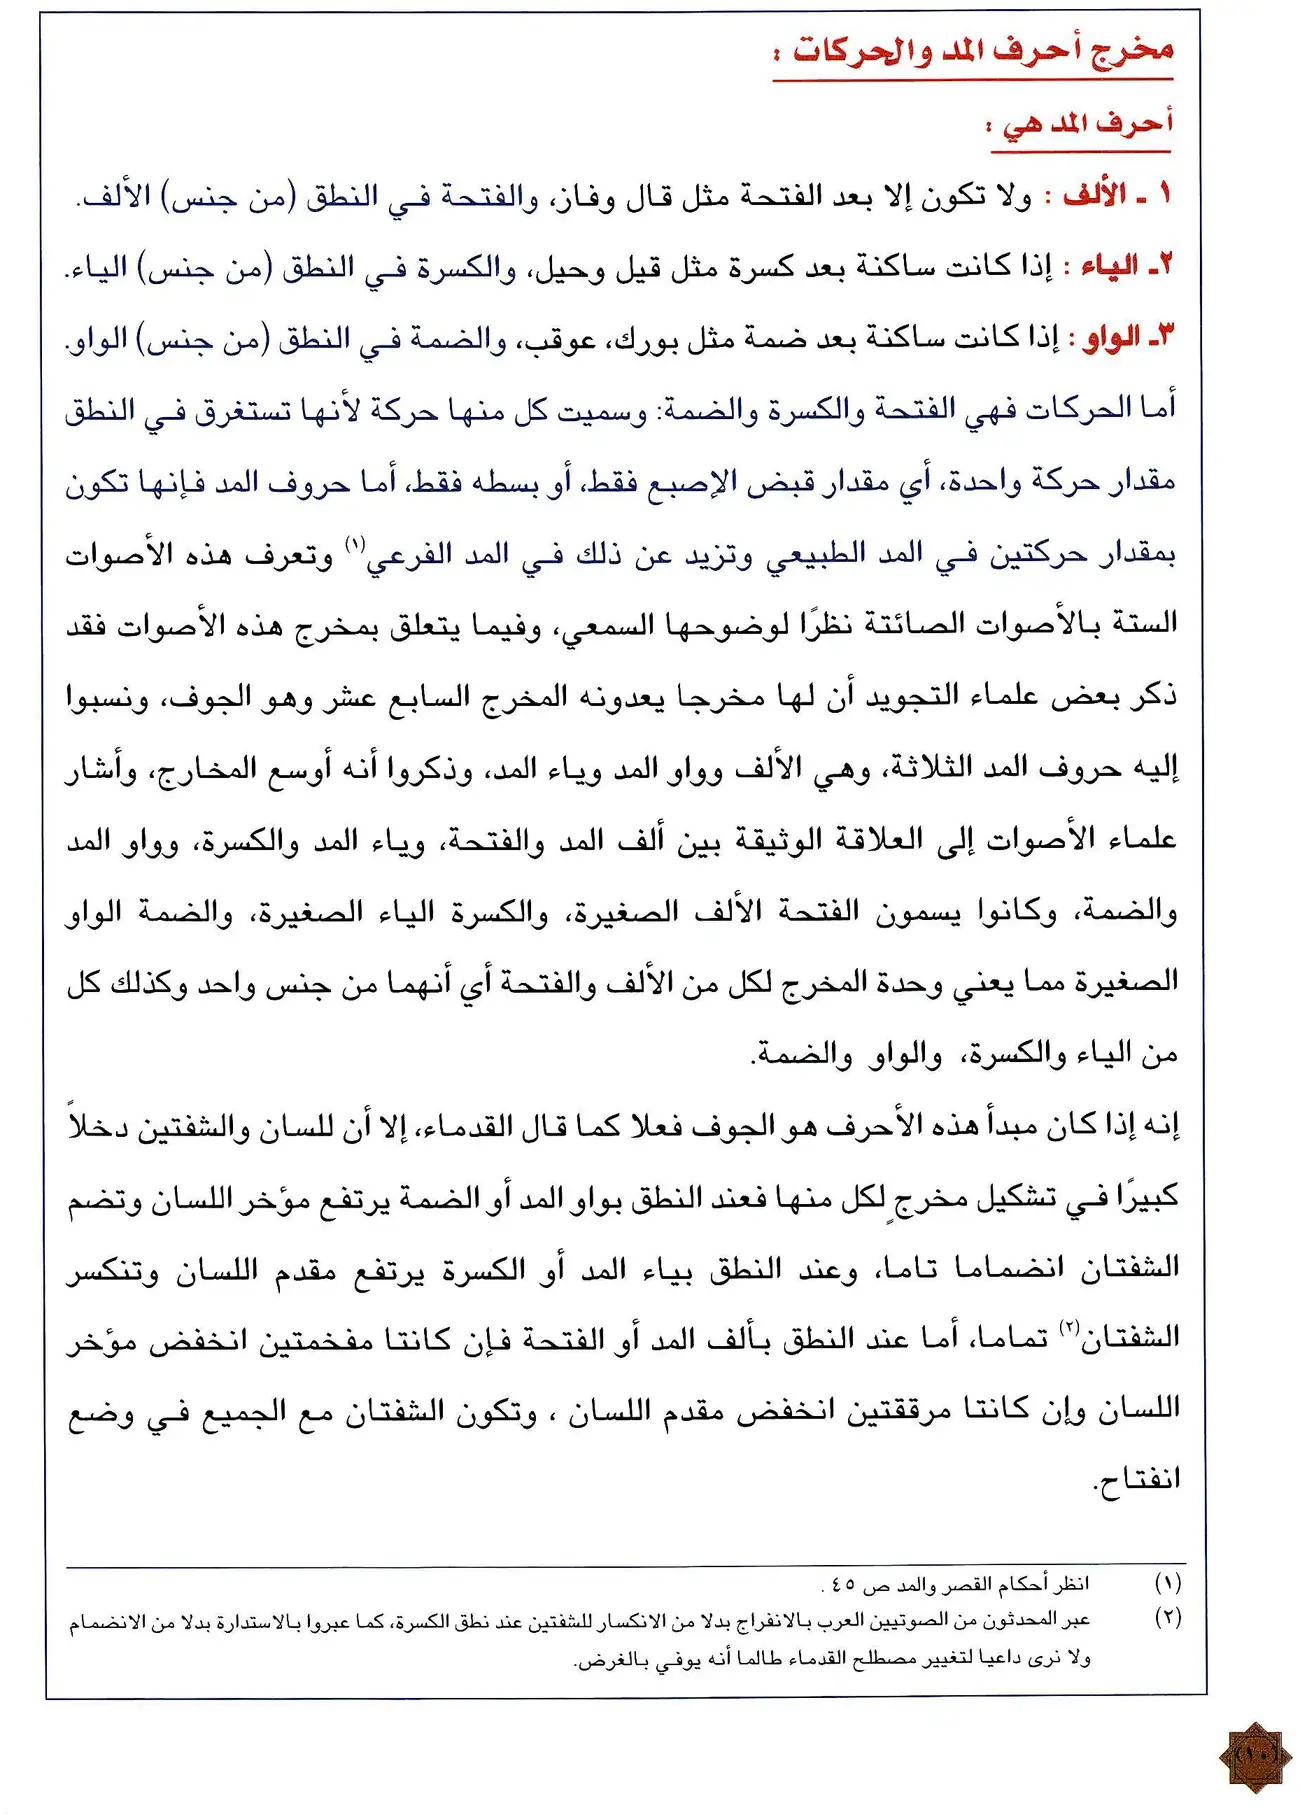 مخرج أحرف المد والحركات :
أحرف المد هي :
١ ـ الألف : ولا تكون إلا بعد الفتحة مثل قال وفاز، والفتحة في النطق (من جنس) الألف.
٢ـ الياء : إذا كانت ساكنة بعد كسرة مثل قيل وحيل، والكسرة في النطق (من جنس) الياء.
٣ـ الواو : إذا كانت ساكنة بعد ضمة مثل بورك، عوقب، والضمة في النطق (من جنس) الواو.
أما الحركات فهي الفتحة والكسرة والضمة: وسميت كل منها حركة لأنها تستغرق في النطق
مقدار حركة واحدة، أي مقدار قبض الإصبع فقط، أو بسطه فقط، أما حروف المد فإنها تكون
بمقدار حركتين في المد الطبيعي وتزيد عن ذلك في المد الفرعي(١) وتعرف هذه الأصوات
الستة بالأصوات الصائتة نظرًا لوضوحها السمعي، وفيما يتعلق بمخرج هذه الأصوات فقد
ذكر بعض علماء التجويد أن لها مخرجا يعدونه المخرج السابع عشر وهو الجوف، ونسبوا
إليه حروف المد الثلاثة، وهي الألف وواو المد وياء المد، وذكروا أنه أوسع المخارج، وأشار
علماء الأصوات إلى العلاقة الوثيقة بين ألف المد والفتحة، وياء المد والكسرة، وواو المد
والضمة، وكانوا يسمون الفتحة الألف الصغيرة، والكسرة الياء الصغيرة، والضمة الواو
الصغيرة مما يعني وحدة المخرج لكل من الألف والفتحة أي أنهما من جنس واحد وكذلك كل
من الياء والكسرة، والواو والضمة.
إنه إذا كان مبدأ هذه الأحرف هو الجوف فعلا كما قال القدماء، إلا أن للسان والشفتين دخلاً
كبيرًا في تشكيل مخرجٍ لكل منها فعند النطق بواو المد أو الضمة يرتفع مؤخر اللسان وتضم
الشفتان انضماما تاما، وعند النطق بياء المد أو الكسرة يرتفع مقدم اللسان وتنكسر
الشفتان(٢) تماما، أما عند النطق بألف المد أو الفتحة فإن كانتا مفخمتين انخفض مؤخر
اللسان وإن كانتا مرققتين انخفض مقدم اللسان ، وتكون الشفتان مع الجميع في وضع
انفتاح.
(١) انظر أحكام القصر والمد ص ٤٥ .
(٢) عبر المحدثون من الصوتيين العرب بالانفراج بدلا من الانكسار للشفتين عند نطق الكسرة، كما عبروا بالاستدارة بدلا من الانضمام
ولا نرى داعيا لتغيير مصطلح القدماء طالما أنه يوفي بالغرض.
(١٠)